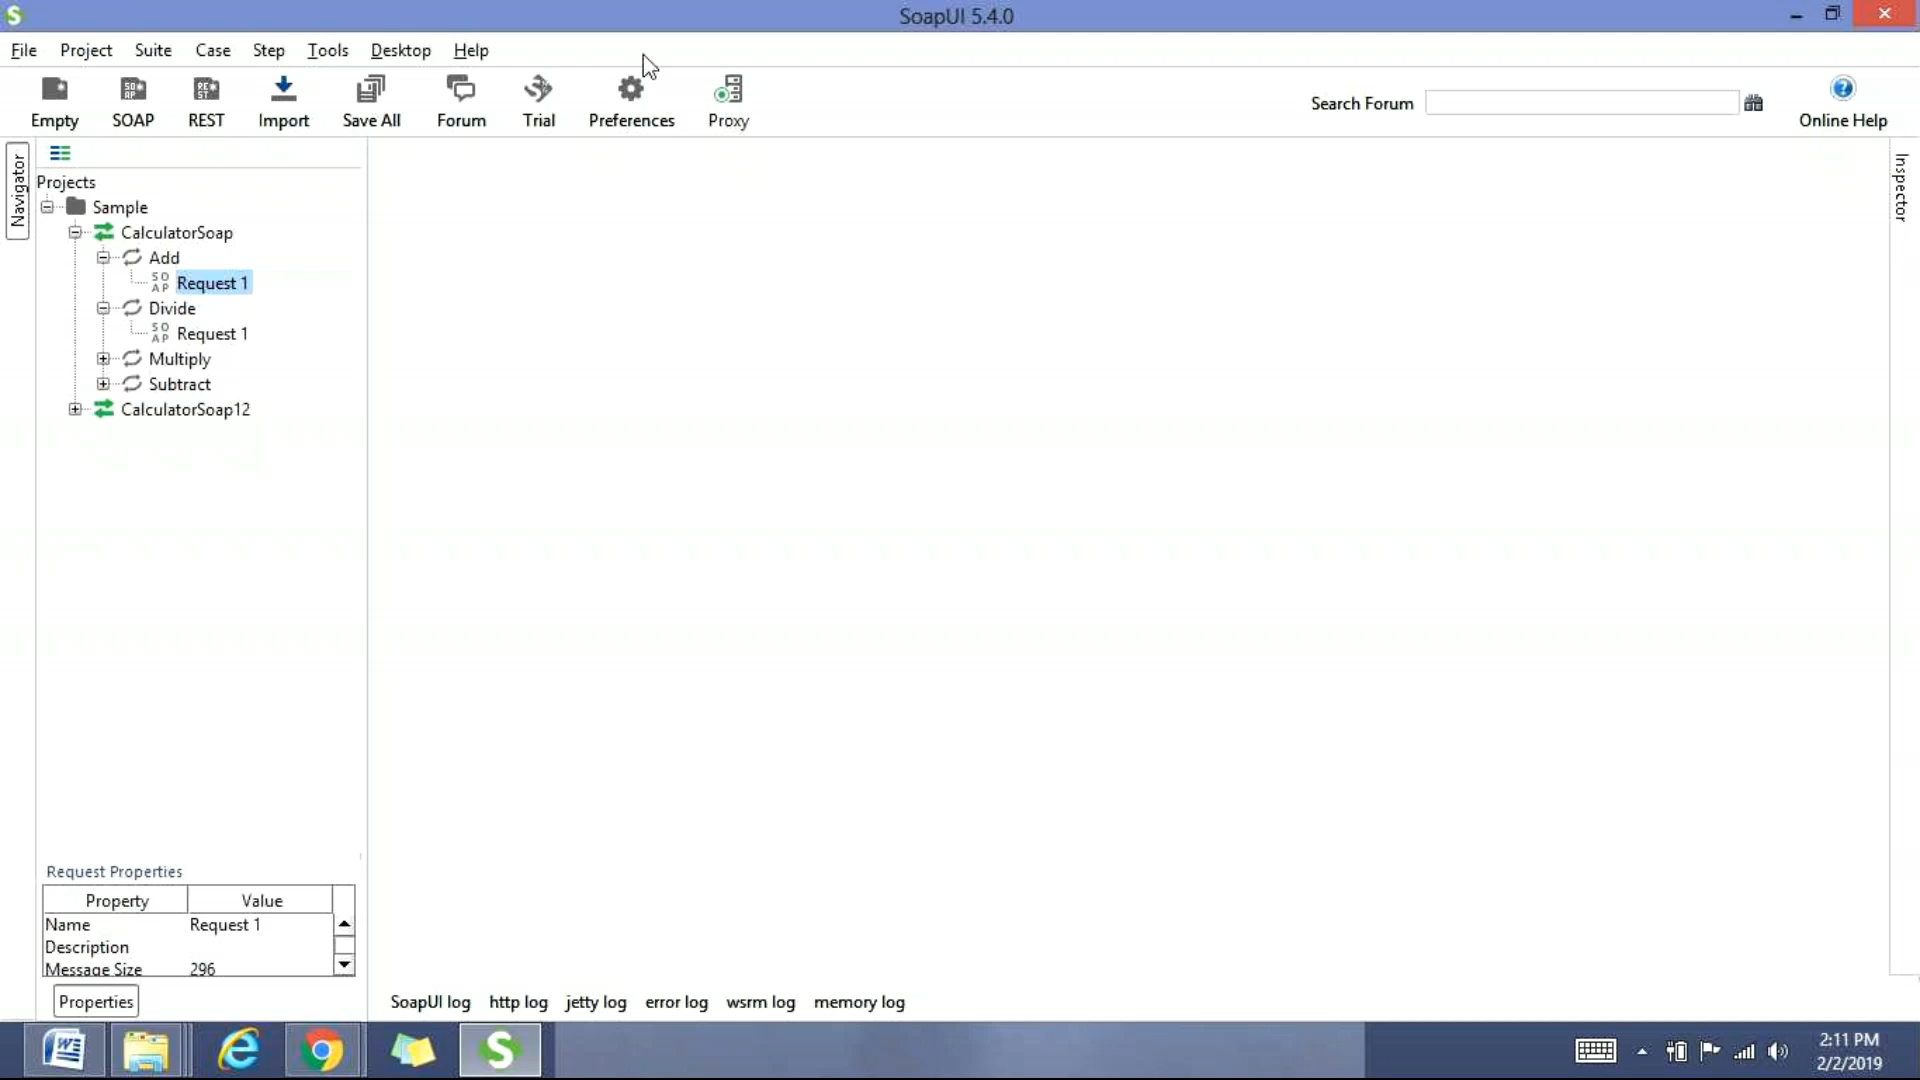 SoapUI 5.4.0
File Project Suite Case Step Tools Desktop Help
Empty SOAP REST Import Save All Forum Trial Preferences Proxy Search Forum Online Help
Navigator
Inspector
Projects
Sample
CalculatorSoap
Add
SOAP Request 1
Divide
SOAP Request 1
Multiply
Subtract
CalculatorSoap12
Request Properties
Property Value
Name Request 1
Description
Message Size 296
Properties SoapUI log http log jetty log error log wsrm log memory log
2:11 PM
2/2/2019